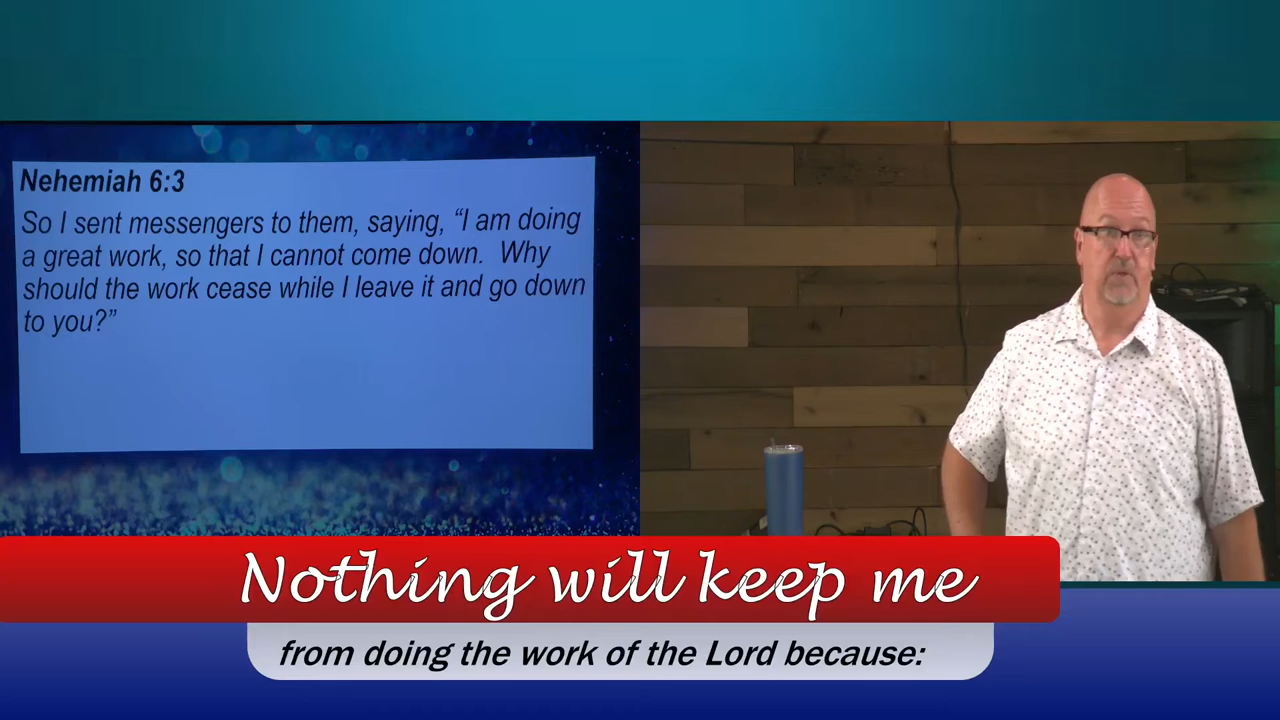 Nehemiah 6:3
So I sent messengers to them, saying, “I am doing
a great work, so that I cannot come down.  Why
should the work cease while I leave it and go down
to you?”
Nothing will keep me
from doing the work of the Lord because: